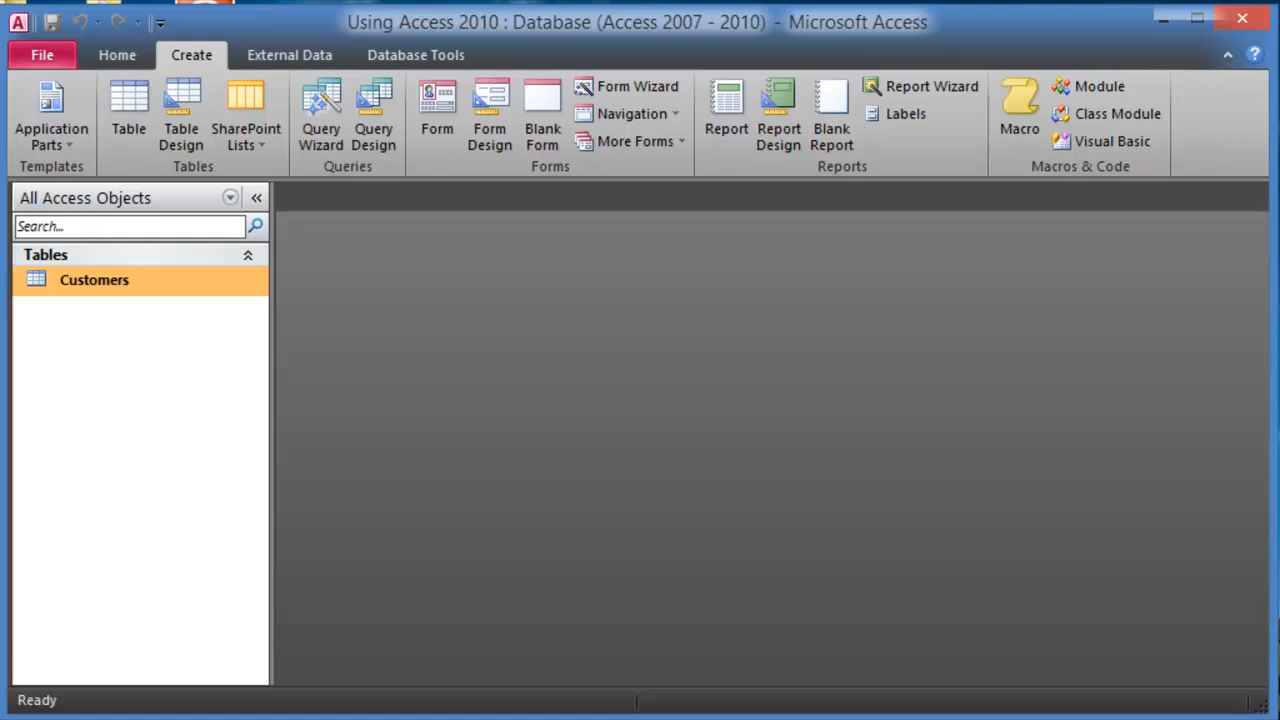 Using Access 2010 : Database (Access 2007 - 2010) - Microsoft Access
File Home Create External Data Database Tools
Application Parts
Templates
Table
Table Design
SharePoint Lists
Tables
Query Wizard
Query Design
Queries
Form
Form Design
Blank Form
Form Wizard
Navigation
More Forms
Forms
Report
Report Design
Blank Report
Report Wizard
Labels
Reports
Macro
Module
Class Module
Visual Basic
Macros & Code
All Access Objects
Search...
Tables
Customers
Ready